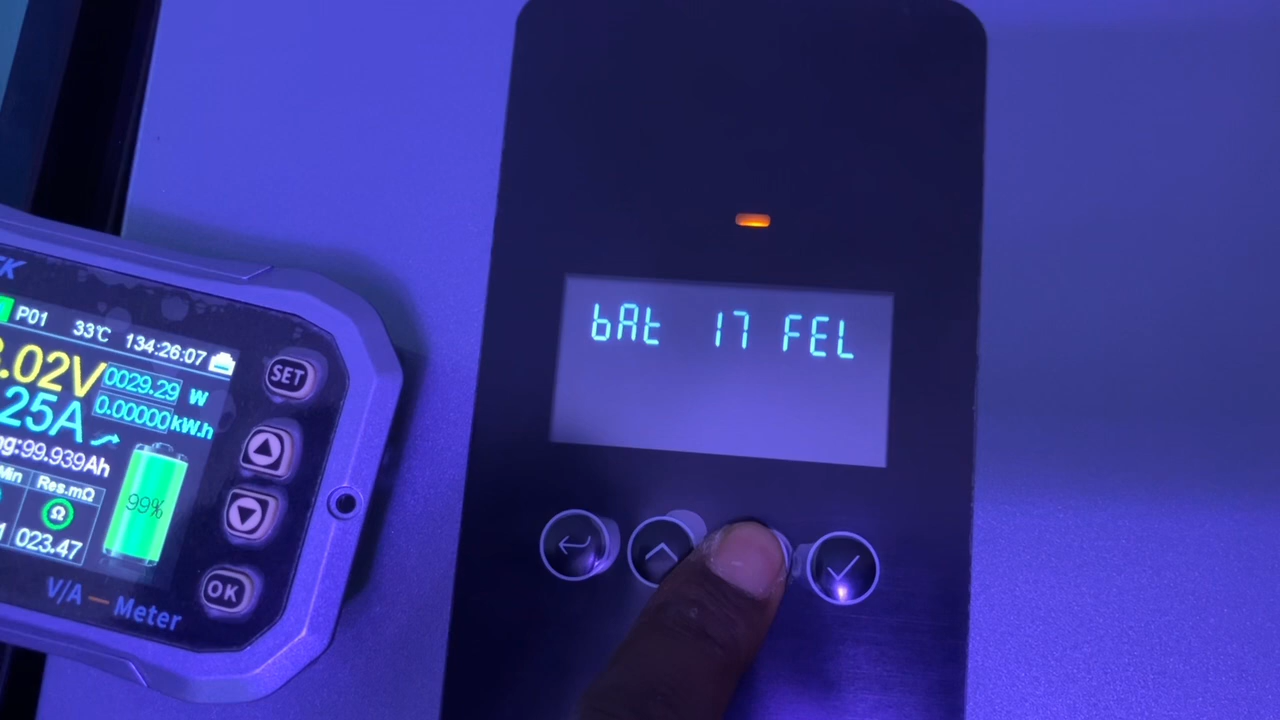 P01 33℃ 134:26:07
.02V 0029.29 W
25A 0.00000 kW.h
99.939Ah
Min Res.mΩ
Ω
023.47
99%
V/A — Meter
SET
OK
bAt 17 FEL